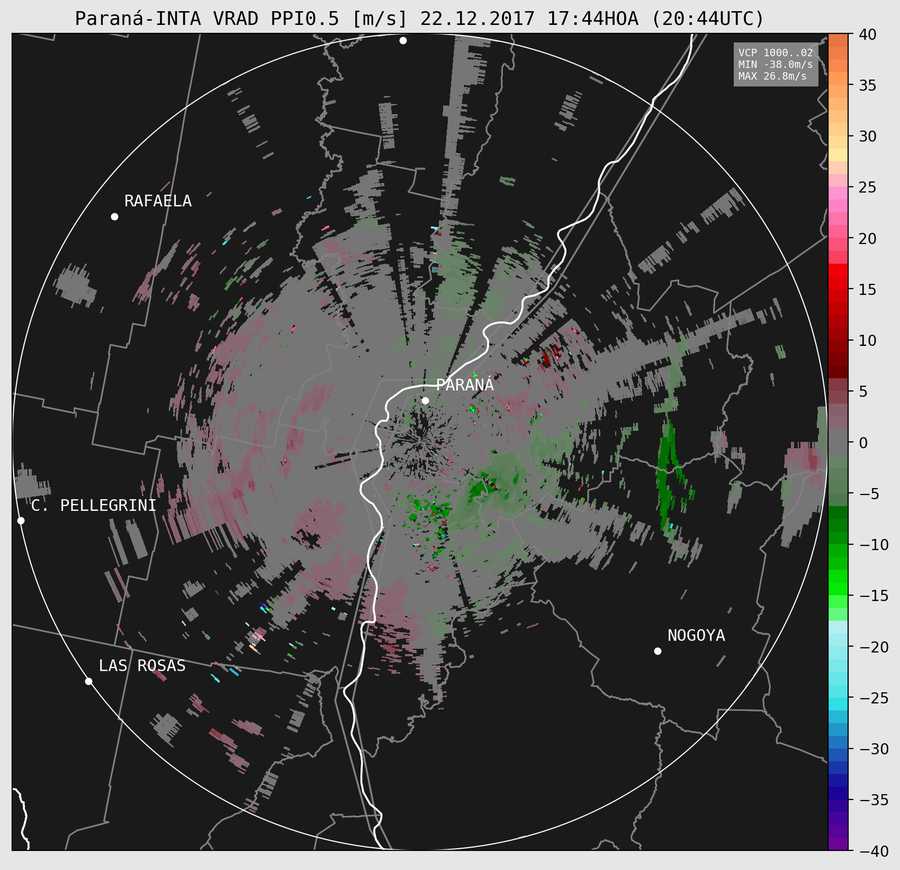 Paraná-INTA VRAD PPI0.5 [m/s] 22.12.2017 17:44HOA (20:44UTC)
VCP 1000..02
MIN -38.0m/s
MAX 26.8m/s
RAFAELA
PARANÁ
C. PELLEGRINI
NOGOYA
LAS ROSAS
40
35
30
25
20
15
10
5
0
−5
−10
−15
−20
−25
−30
−35
−40